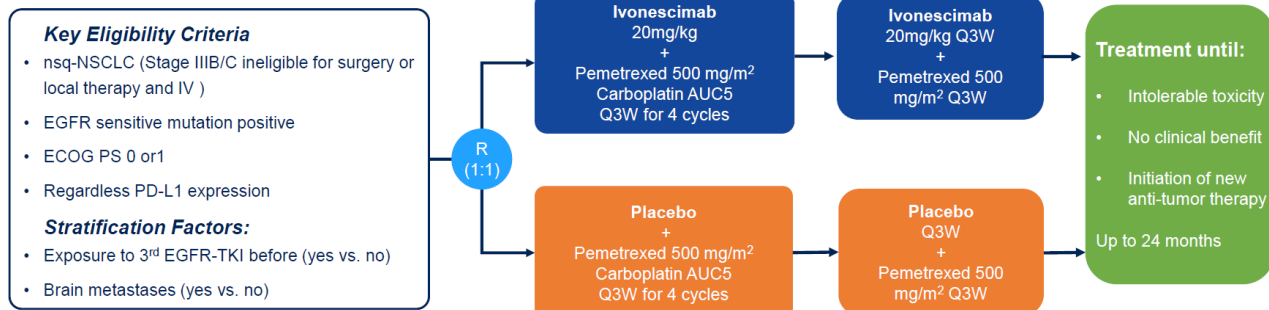 Key Eligibility Criteria
• nsq-NSCLC (Stage IIIB/C ineligible for surgery or
local therapy and IV )
• EGFR sensitive mutation positive
• ECOG PS 0 or1
• Regardless PD-L1 expression
Stratification Factors:
• Exposure to 3rd EGFR-TKI before (yes vs. no)
• Brain metastases (yes vs. no)
R
(1:1)
Ivonescimab
20mg/kg
+
Pemetrexed 500 mg/m2
Carboplatin AUC5
Q3W for 4 cycles
Ivonescimab
20mg/kg Q3W
+
Pemetrexed 500
mg/m2 Q3W
Placebo
+
Pemetrexed 500 mg/m2
Carboplatin AUC5
Q3W for 4 cycles
Placebo
Q3W
+
Pemetrexed 500
mg/m2 Q3W
Treatment until:
• Intolerable toxicity
• No clinical benefit
• Initiation of new
anti-tumor therapy
Up to 24 months